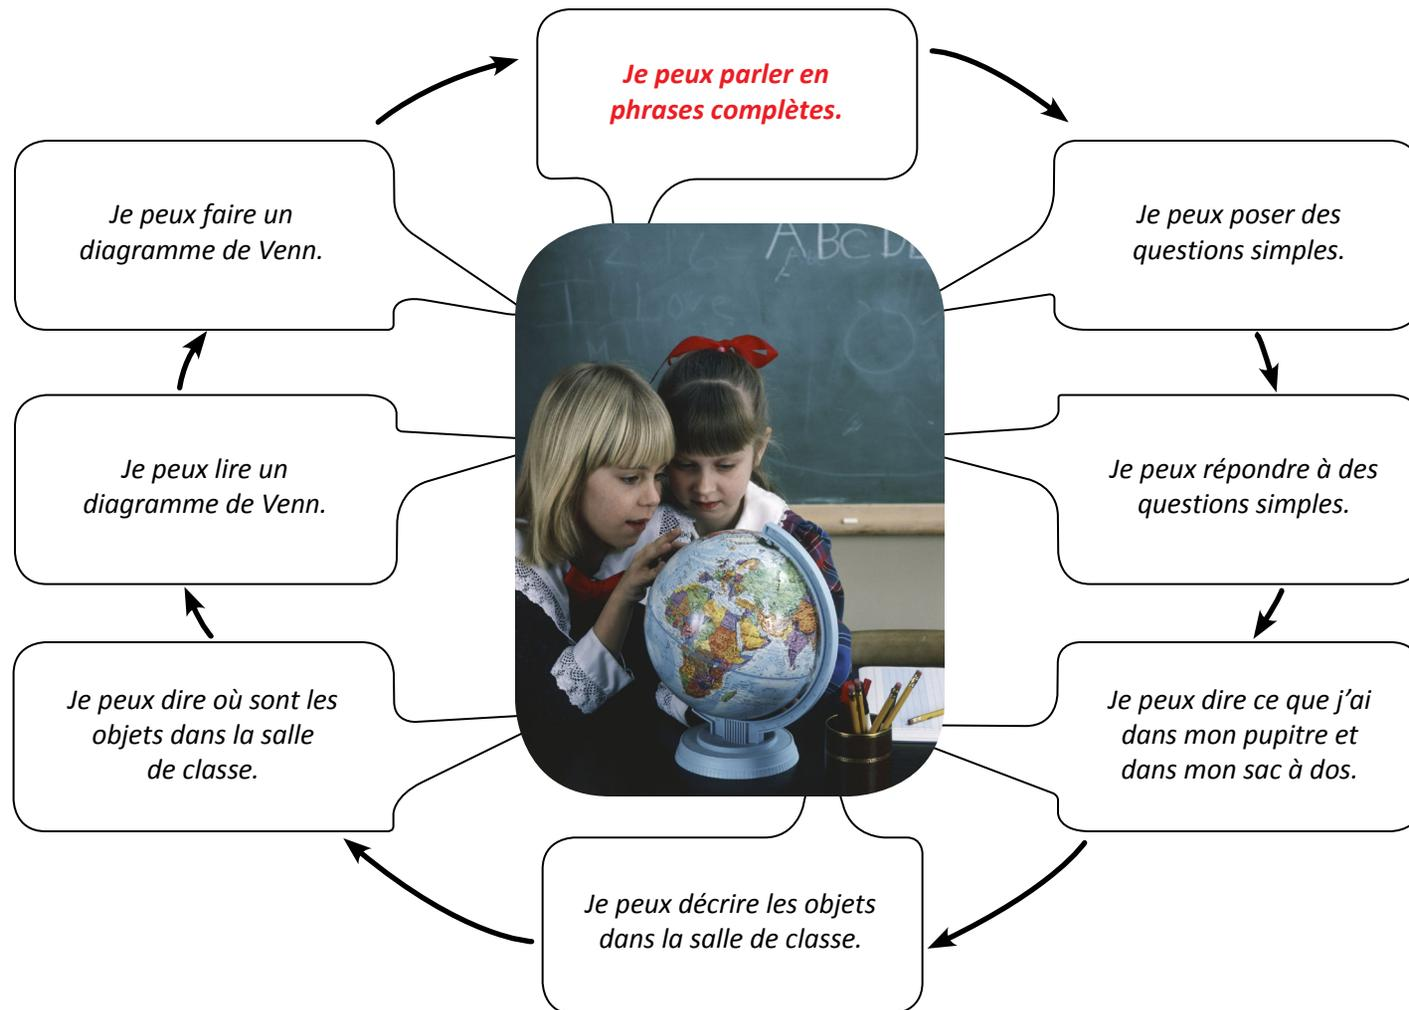 Je peux parler en
phrases complètes.
Je peux poser des
questions simples.
Je peux répondre à des
questions simples.
Je peux dire ce que j’ai
dans mon pupitre et
dans mon sac à dos.
Je peux décrire les objets
dans la salle de classe.
Je peux dire où sont les
objets dans la salle
de classe.
Je peux lire un
diagramme de Venn.
Je peux faire un
diagramme de Venn.
A B C D
Love